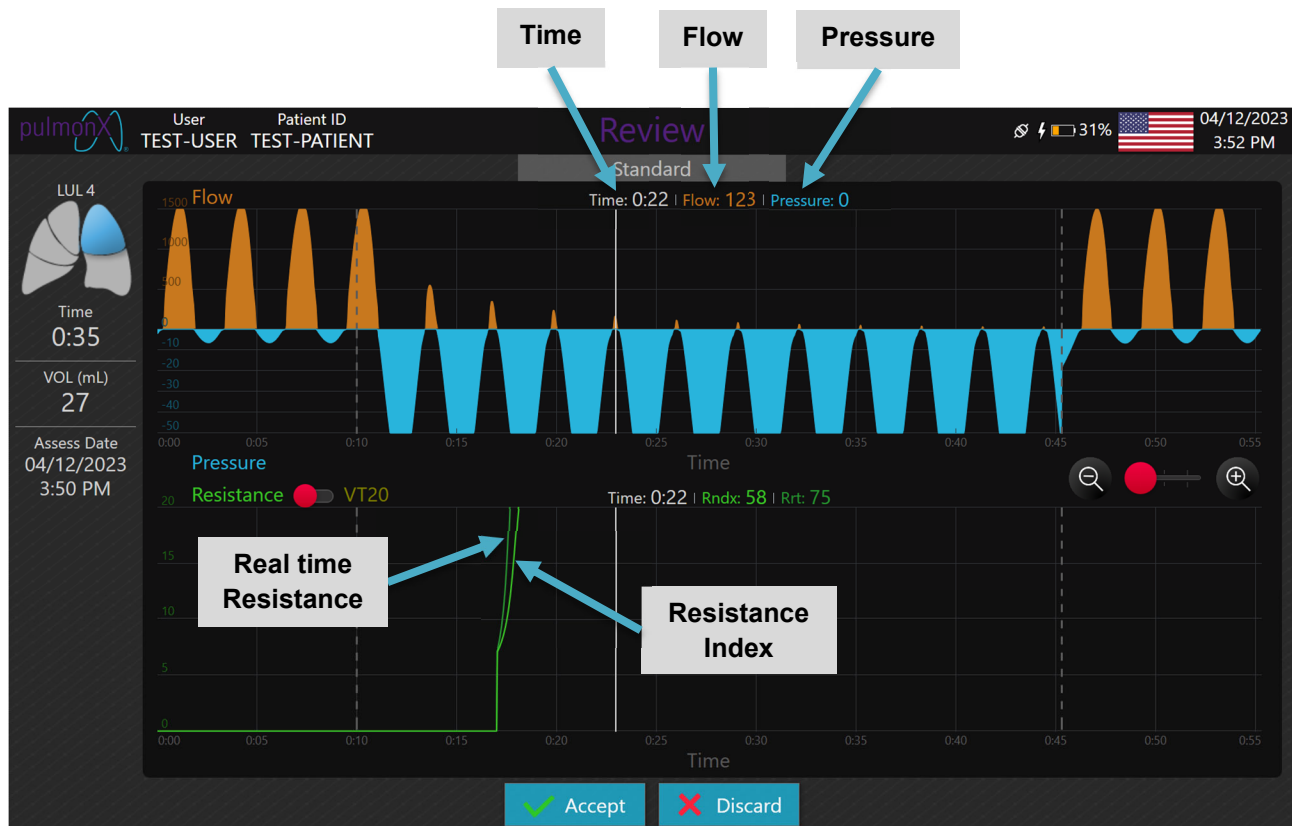 Time
Flow
Pressure
pulmonX
User
TEST-USER
Patient ID
TEST-PATIENT
Review
31%
04/12/2023
3:52 PM
Standard
LUL 4
Time
0:35
VOL (mL)
27
Assess Date
04/12/2023
3:50 PM
Flow
Time: 0:22 | Flow: 123 | Pressure: 0
1500
1000
500
0
-10
-20
-30
-40
-50
0:00 0:05 0:10 0:15 0:20 0:25 0:30 0:35 0:40 0:45 0:50 0:55
Pressure
Time
Resistance
VT20
Time: 0:22 | Rndx: 58 | Rrt: 75
20
15
10
5
0
Real time
Resistance
Resistance
Index
0:00 0:05 0:10 0:15 0:20 0:25 0:30 0:35 0:40 0:45 0:50 0:55
Time
Accept
Discard